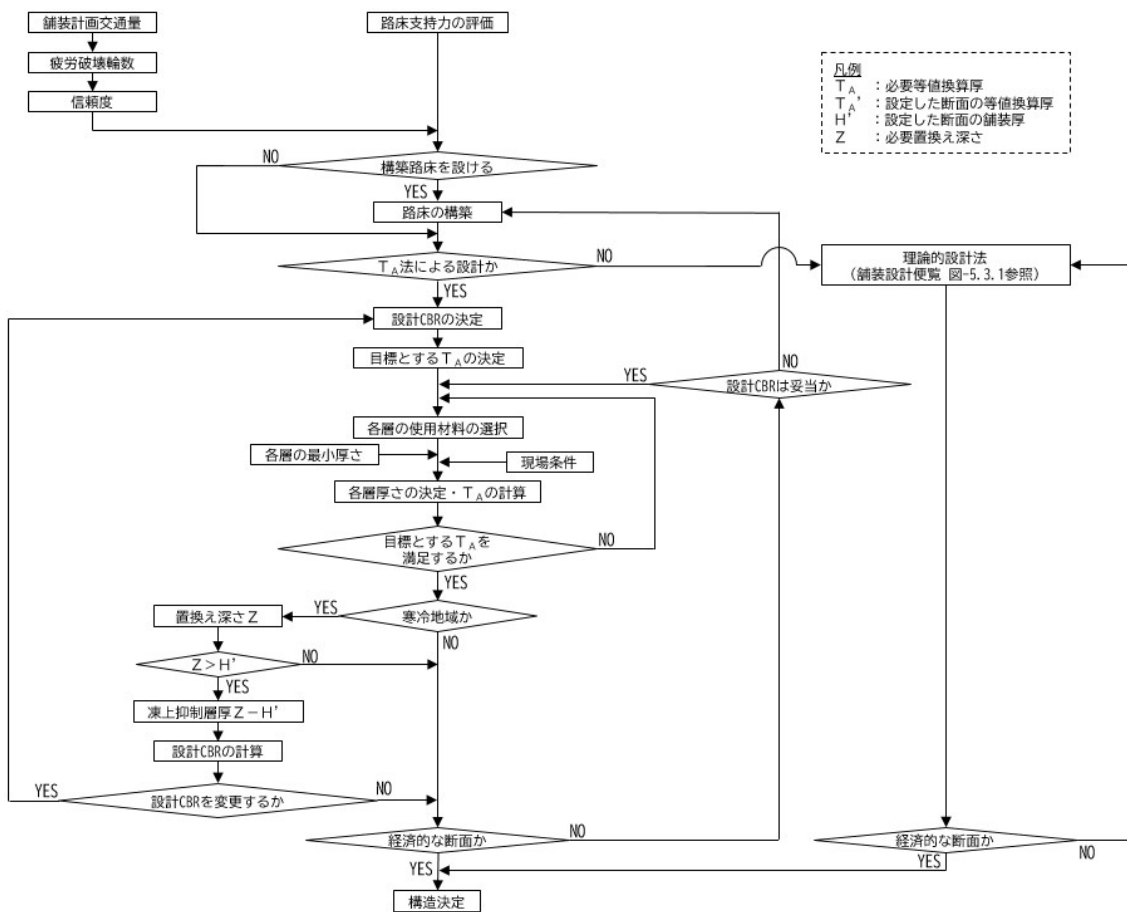 舗装計画交通量
路床支持力の評価
疲労破壊輪数
信頼度
凡例
TA ：必要等値換算厚
TA' ：設定した断面の等値換算厚
H' ：設定した断面の舗装厚
Z ：必要置換え深さ
NO
構築路床を設ける
YES
路床の構築
TA法による設計か
NO
理論的設計法
（舗装設計便覧 図-5.3.1参照）
YES
設計CBRの決定
目標とするTAの決定
NO
YES
設計CBRは妥当か
各層の使用材料の選択
各層の最小厚さ
現場条件
各層厚さの決定・TAの計算
目標とするTAを
満足するか
NO
YES
置換え深さZ
YES
寒冷地域か
NO
Z＞H'
NO
YES
凍上抑制層厚Z－H'
設計CBRの計算
YES
設計CBRを変更するか
NO
経済的な断面か
NO
経済的な断面か
NO
YES
YES
構造決定